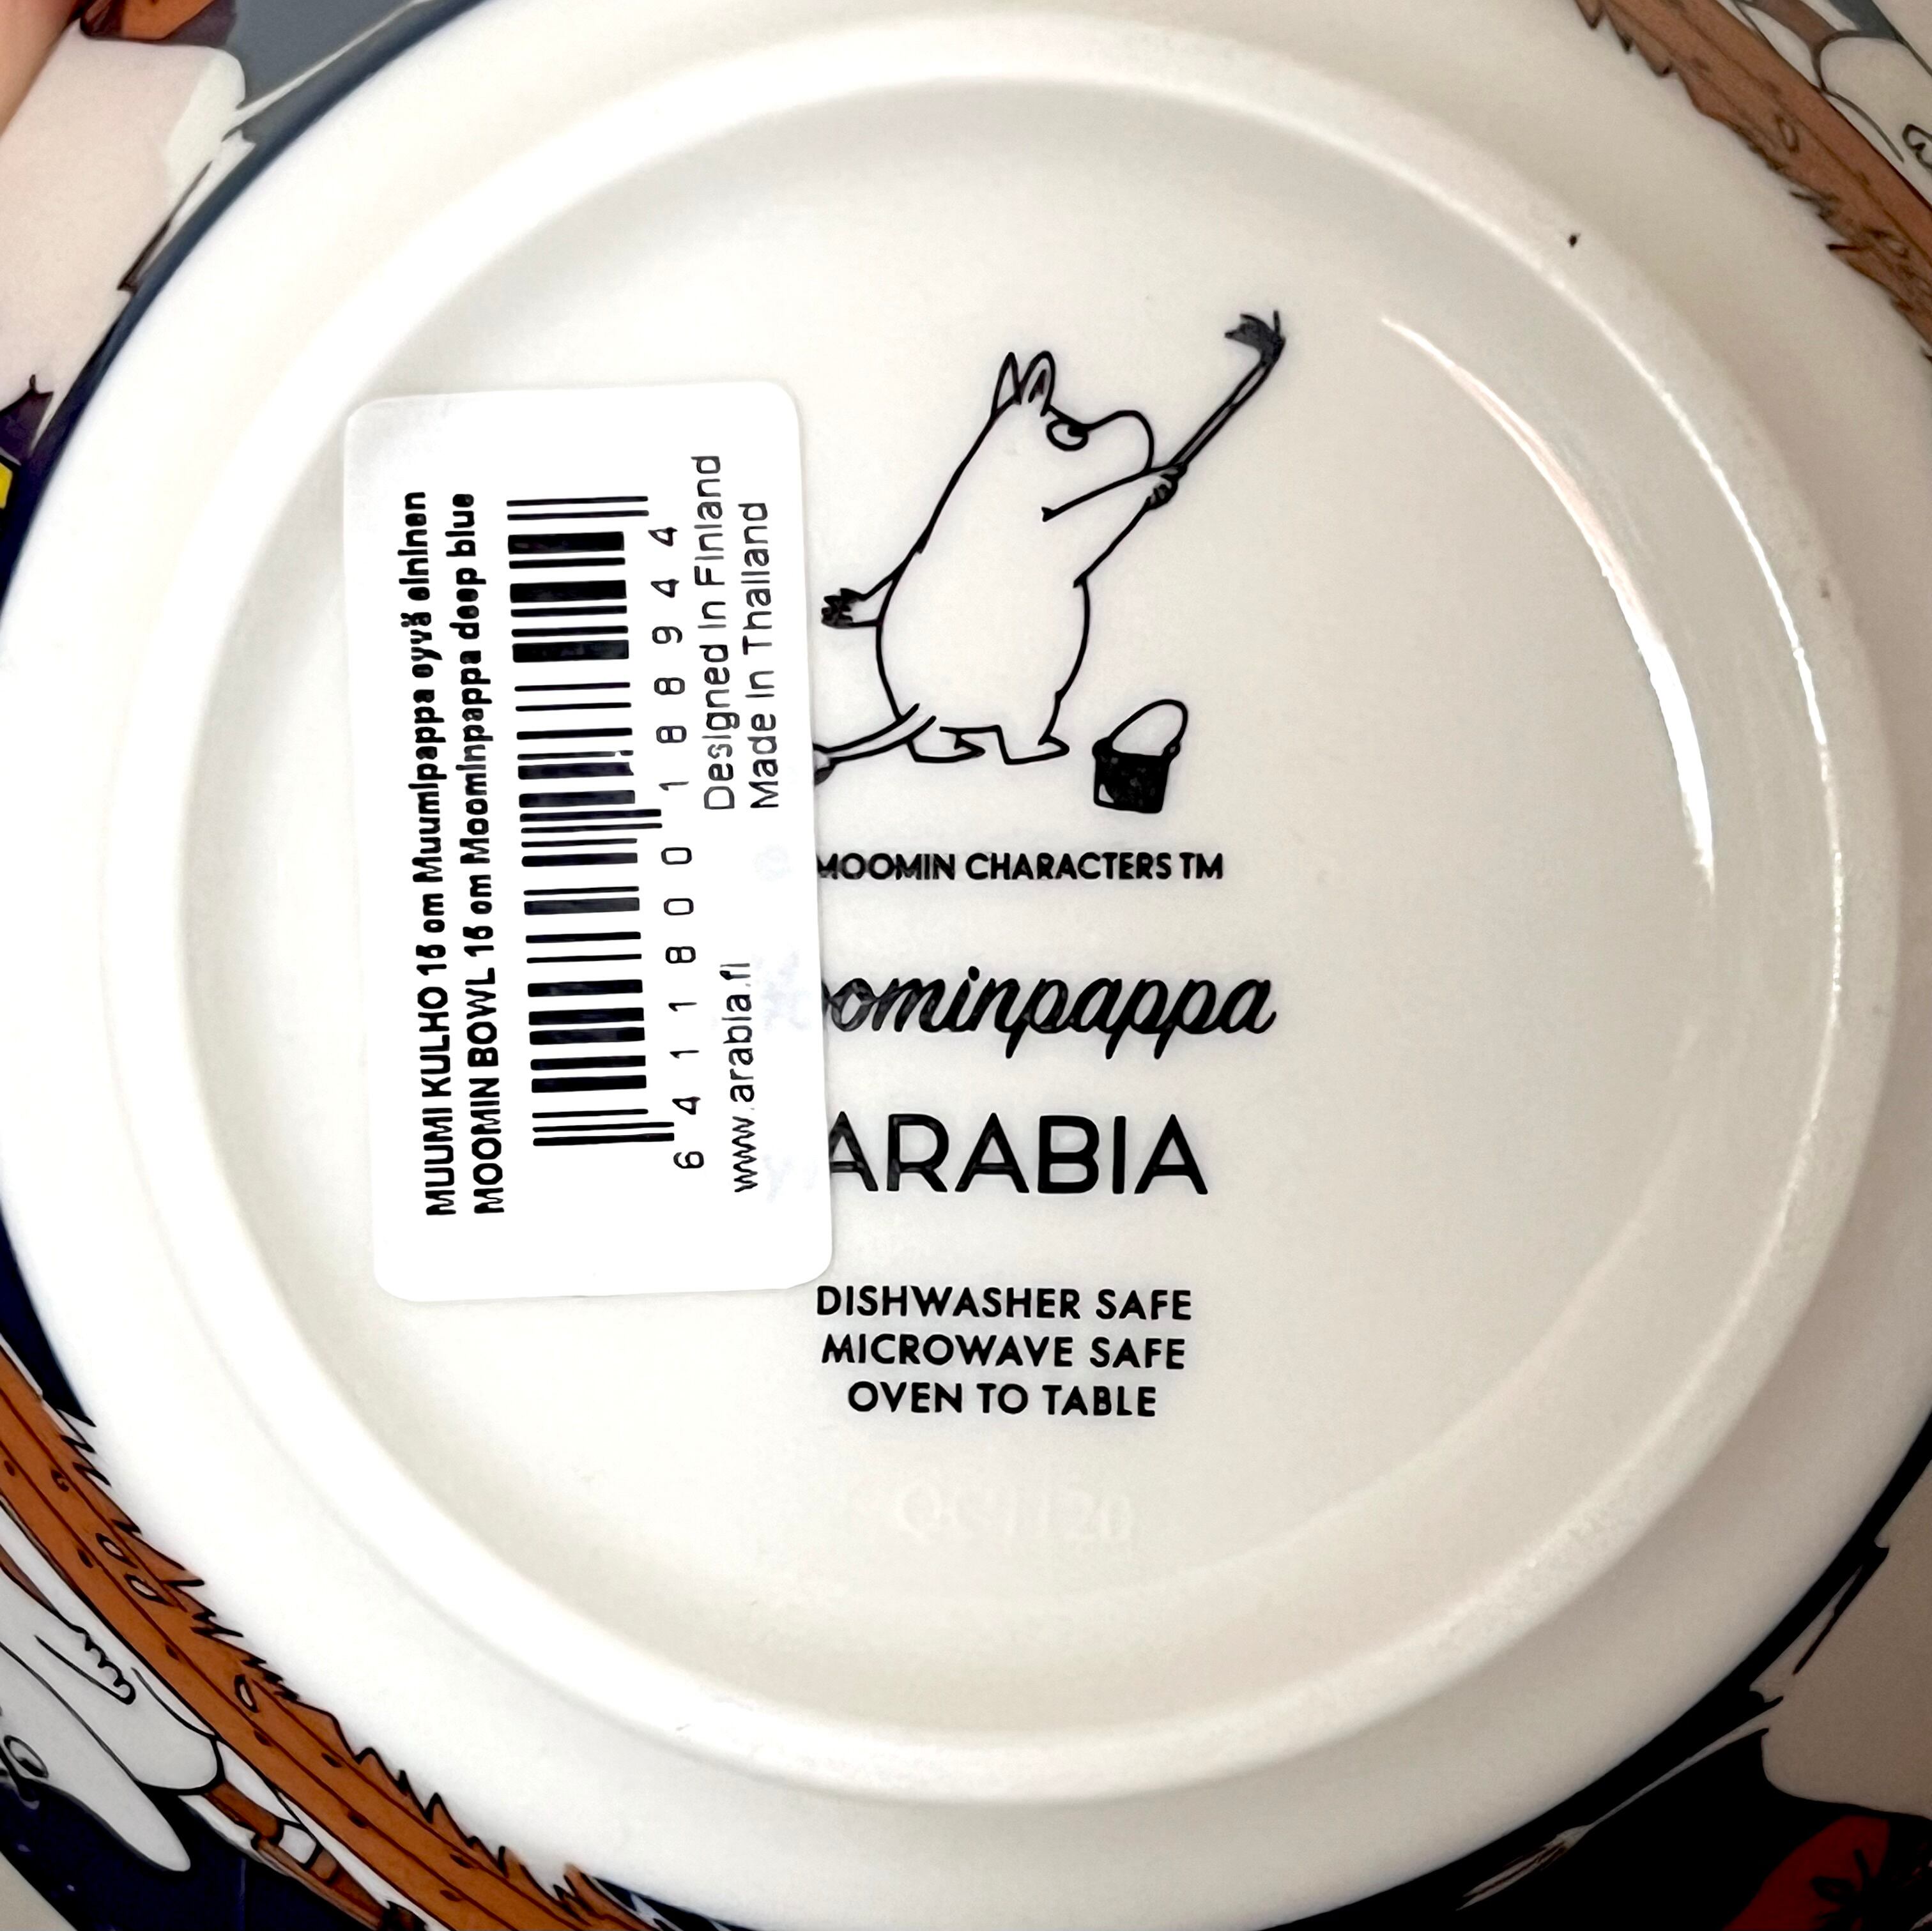 MUUMI KULHO 15 cm Muumipappa syvä sininen
MOOMIN BOWL 15 cm Moominpappa deep blue
6 411800 188944
Designed in Finland
www.arabia.fi Made in Thailand
MOOMIN CHARACTERS TM
oominpappa
ARABIA
DISHWASHER SAFE
MICROWAVE SAFE
OVEN TO TABLE